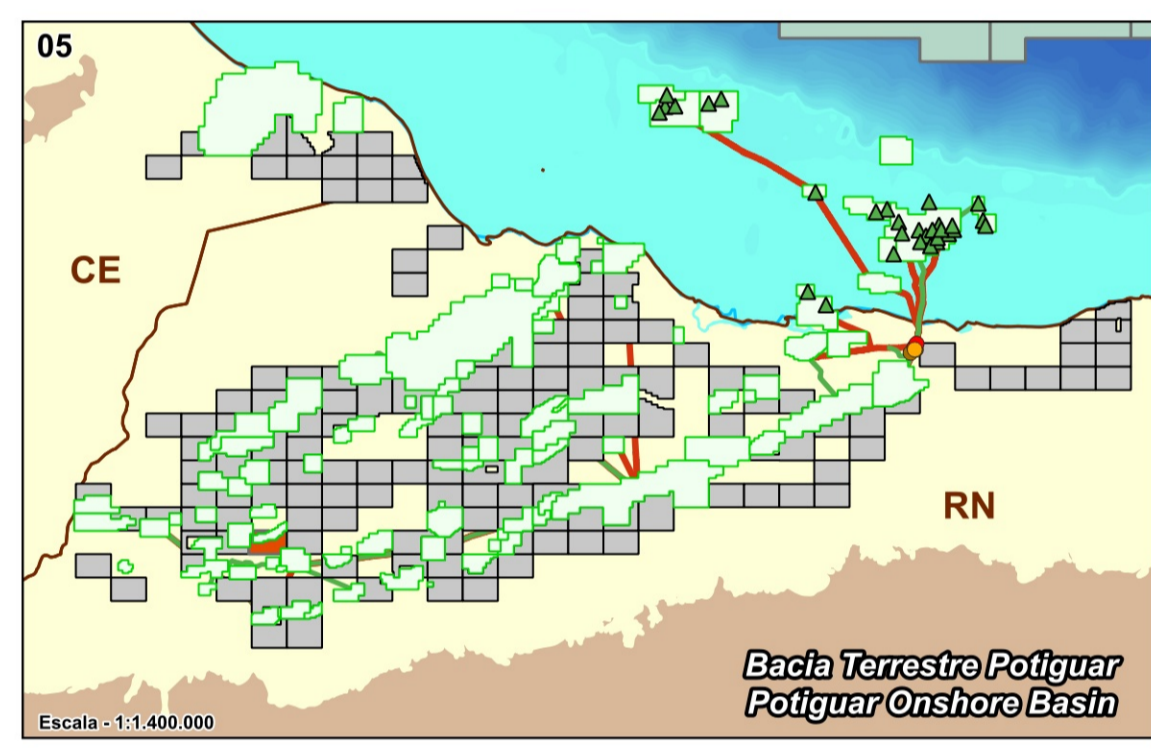 05
CE
RN
Bacia Terrestre Potiguar
Potiguar Onshore Basin
Escala - 1:1.400.000